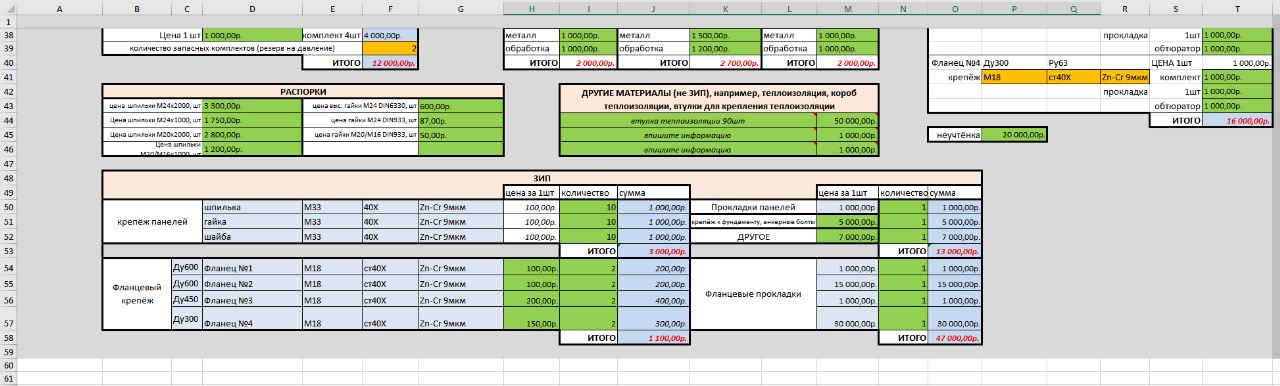 A B C D E F G H I J K L M N O P Q R S T
1
38 Цена 1 шт 1 000,00р. комплект 4шт 4 000,00р. металл 1 000,00р. металл 1 500,00р. металл 1 000,00р. прокладка 1шт 1 000,00р.
39 количество запасных комплектов (резерв на давление) 2 обработка 1 000,00р. обработка 1 200,00р. обработка 1 000,00р. обтюратор 1 000,00р.
40 ИТОГО 12 000,00р. ИТОГО 2 000,00р. ИТОГО 2 700,00р. ИТОГО 2 000,00р. Фланец №4 Ду300 Ру63 ЦЕНА 1шт 1 000,00р.
41 крепёж М18 ст40Х Zn-Cr 9мкм комплект 1 000,00р.
42 РАСПОРКИ ДРУГИЕ МАТЕРИАЛЫ (не ЗИП), например, теплоизоляция, короб теплоизоляции, втулки для крепления теплоизоляции прокладка 1шт 1 000,00р.
43 цена шпильки М24х2000, шт 3 300,00р. цена выс. гайки М24 DIN6330, шт 600,00р. обтюратор 1 000,00р.
44 цена шпильки М24х1000, шт 1 750,00р. цена гайки М24 DIN933, шт 87,00р. втулка теплоизоляции 90шт 50 000,00р. ИТОГО 16 000,00р.
45 цена шпильки М20х2000, шт 2 800,00р. цена гайки М20/М16 DIN933, шт 50,00р. впишите информацию 1 000,00р. неучтёнка 20 000,00р.
46 Цена шпильки М20/М16х1000, шт 1 200,00р. впишите информацию 1 000,00р.
47
48 ЗИП
49 цена за 1шт количество сумма цена за 1шт количество сумма
50 крепёж панелей шпилька М33 40Х Zn-Cr 9мкм 100,00р. 10 1 000,00р. Прокладки панелей 1 000,00р. 1 1 000,00р.
51 гайка М33 40Х Zn-Cr 9мкм 100,00р. 10 1 000,00р. крепёж к фундаменту, анкерные болты 5 000,00р. 1 5 000,00р.
52 шайба М33 40Х Zn-Cr 9мкм 100,00р. 10 1 000,00р. ДРУГОЕ 7 000,00р. 1 7 000,00р.
53 ИТОГО 3 000,00р. ИТОГО 13 000,00р.
54 Фланцевый крепёж Ду600 Фланец №1 М18 ст40Х Zn-Cr 9мкм 100,00р. 2 200,00р. Фланцевые прокладки 1 000,00р. 1 1 000,00р.
55 Ду600 Фланец №2 М18 ст40Х Zn-Cr 9мкм 100,00р. 2 200,00р. 15 000,00р. 1 15 000,00р.
56 Ду450 Фланец №3 М18 ст40Х Zn-Cr 9мкм 200,00р. 2 400,00р. 1 000,00р. 1 1 000,00р.
57 Ду300 Фланец №4 М18 ст40Х Zn-Cr 9мкм 150,00р. 2 300,00р. 30 000,00р. 1 30 000,00р.
58 ИТОГО 1 100,00р. ИТОГО 47 000,00р.
59
60
61